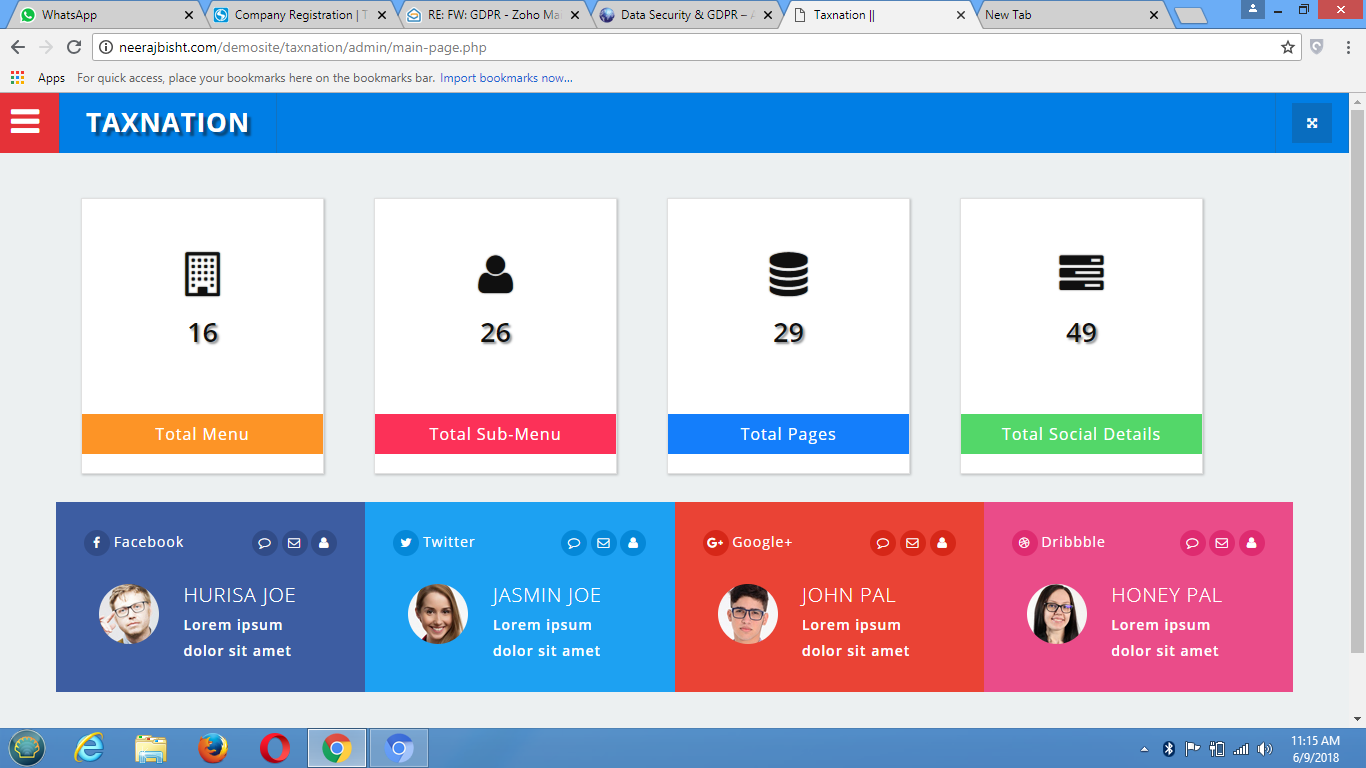 WhatsApp
Company Registration | T
RE: FW: GDPR - Zoho Ma
Data Security & GDPR – A
Taxnation ||
New Tab
neerajbisht.com/demosite/taxnation/admin/main-page.php
Apps For quick access, place your bookmarks here on the bookmarks bar. Import bookmarks now...
TAXNATION
16
26
29
49
Total Menu
Total Sub-Menu
Total Pages
Total Social Details
Facebook
HURISA JOE
Lorem ipsum
dolor sit amet
Twitter
JASMIN JOE
Lorem ipsum
dolor sit amet
Google+
JOHN PAL
Lorem ipsum
dolor sit amet
Dribbble
HONEY PAL
Lorem ipsum
dolor sit amet
11:15 AM
6/9/2018